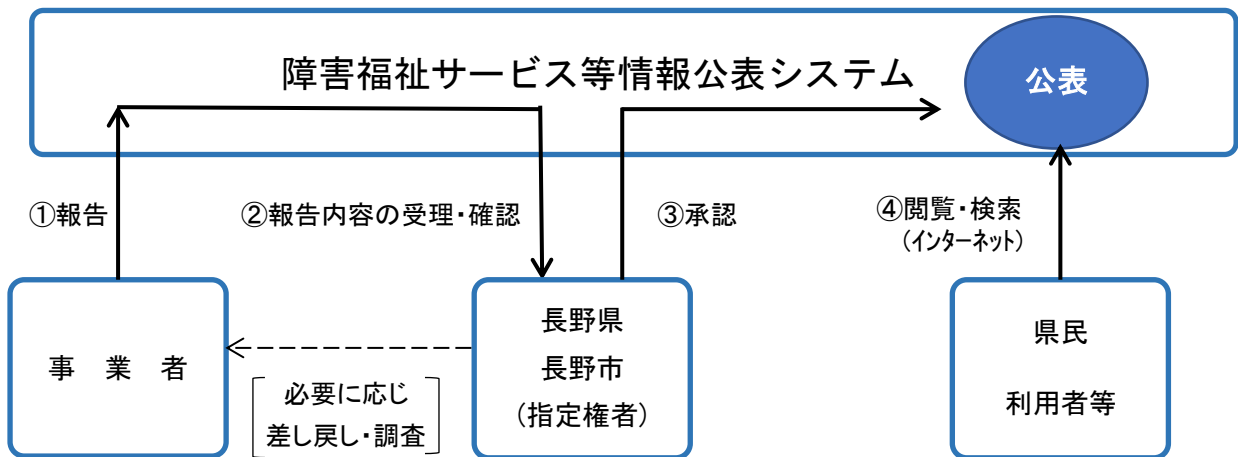 障害福祉サービス等情報公表システム
公表
①報告
②報告内容の受理・確認
③承認
④閲覧・検索
(インターネット)
事　業　者
必要に応じ
差し戻し・調査
長野県
長野市
(指定権者)
県民
利用者等